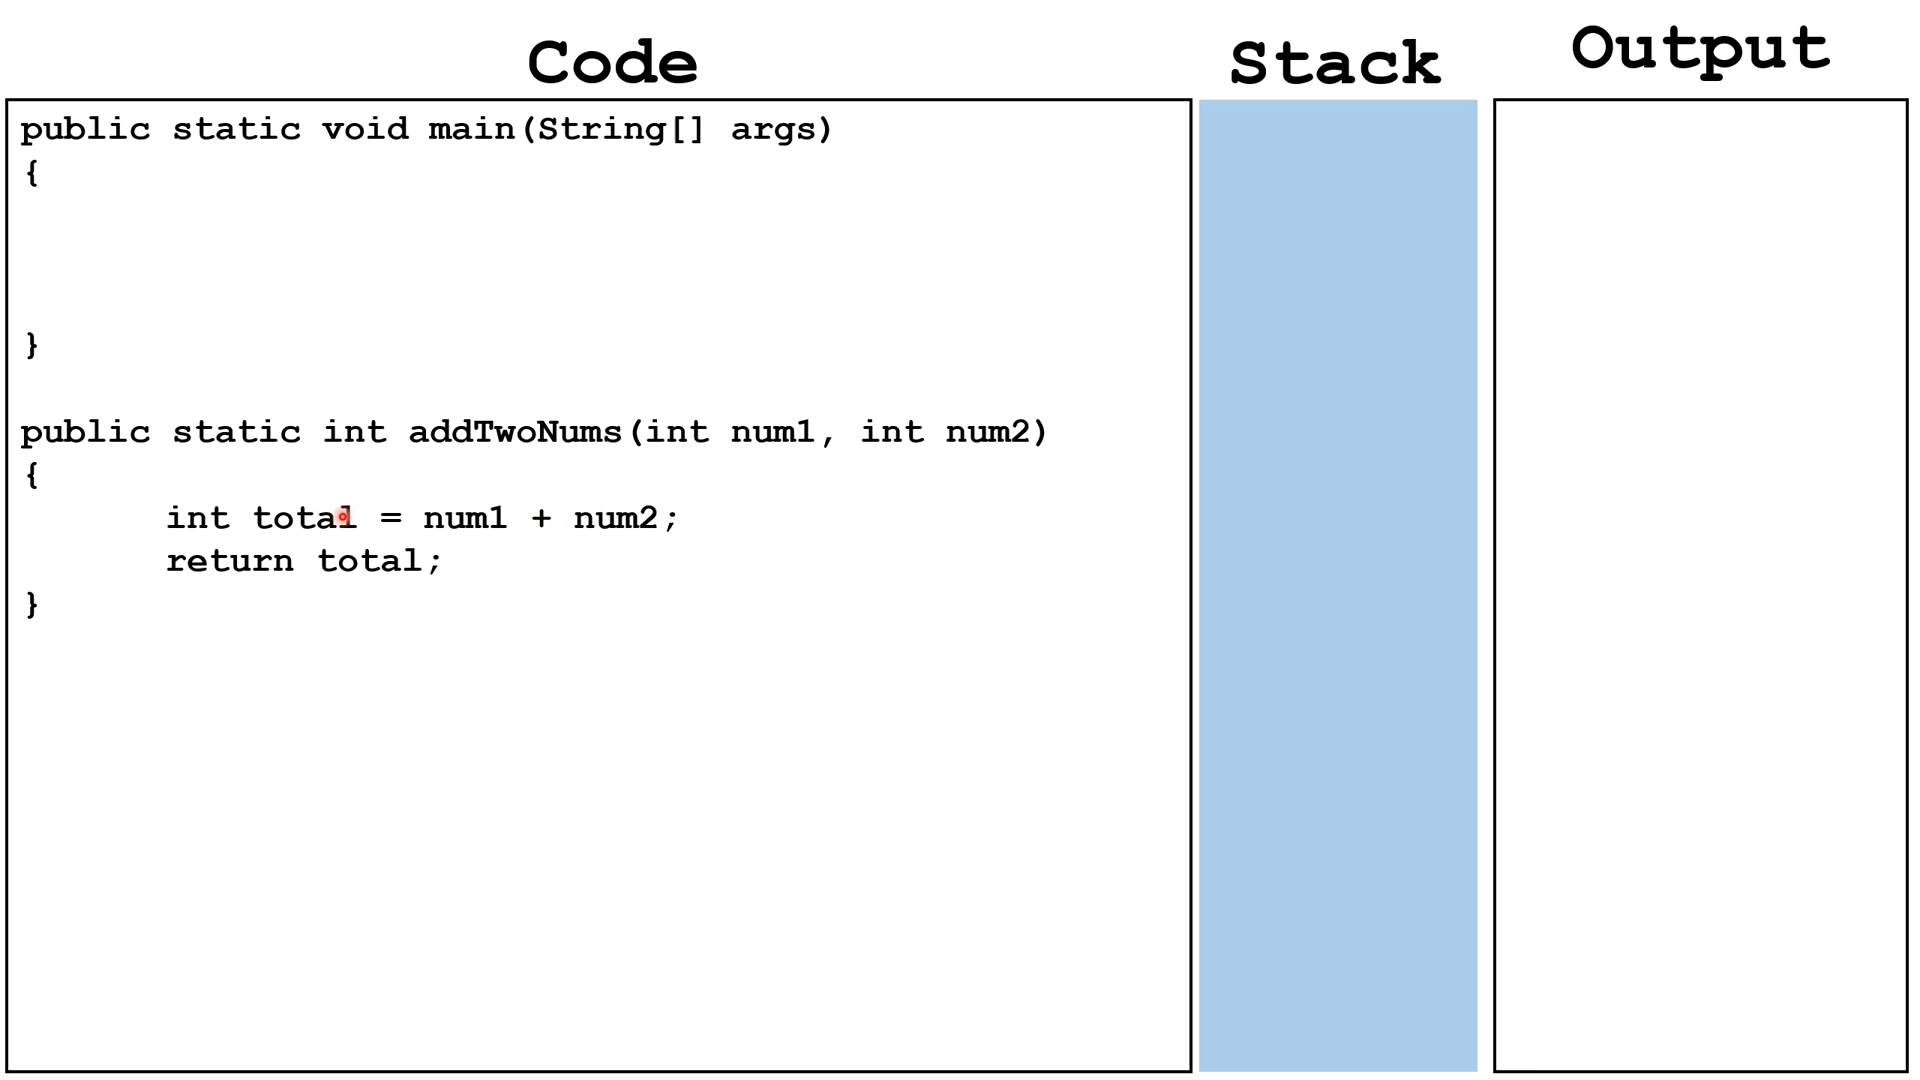 Code
Stack
Output
public static void main(String[] args)
{
}
public static int addTwoNums(int num1, int num2)
{
int total = num1 + num2;
return total;
}